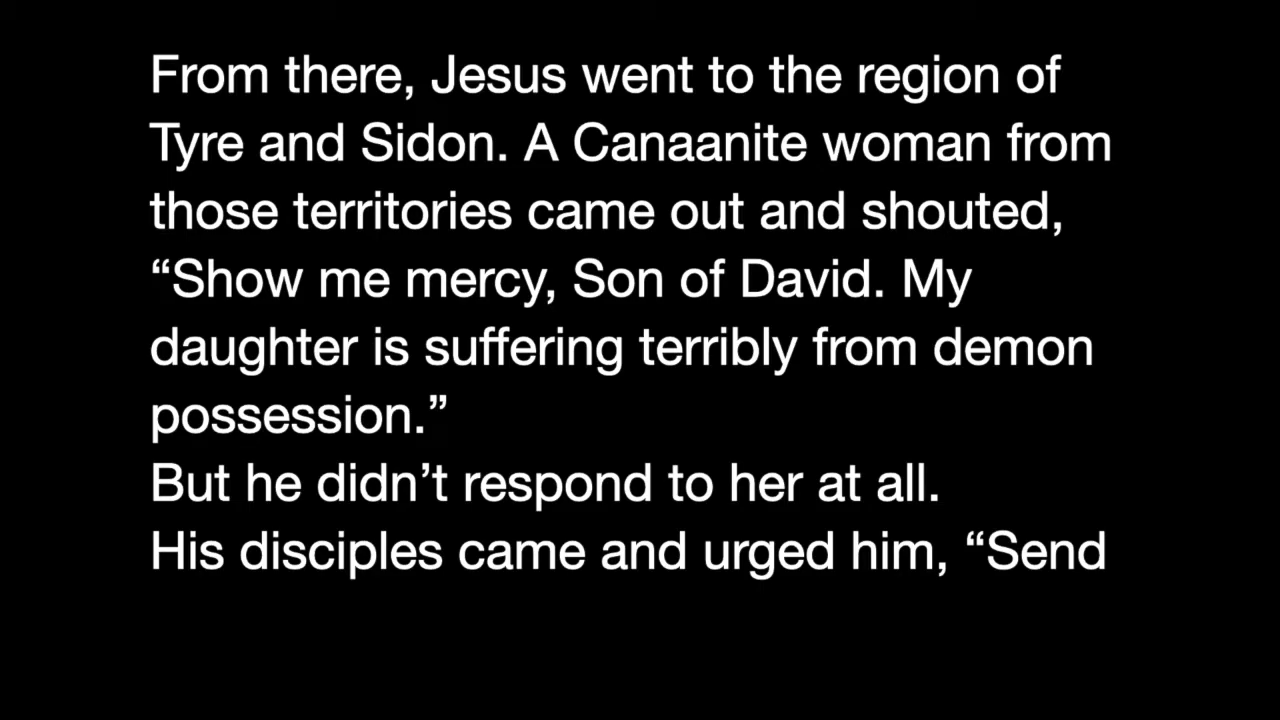 From there, Jesus went to the region of
Tyre and Sidon. A Canaanite woman from
those territories came out and shouted,
“Show me mercy, Son of David. My
daughter is suffering terribly from demon
possession.”
But he didn’t respond to her at all.
His disciples came and urged him, “Send